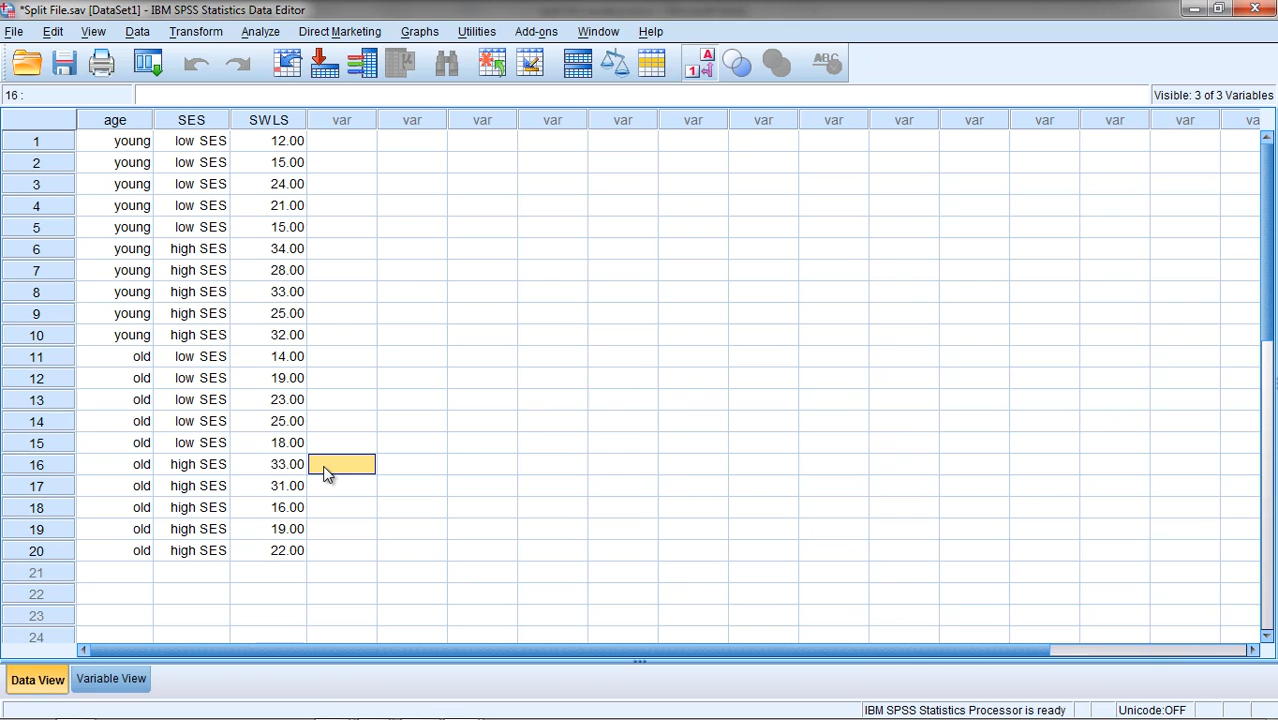 *Split File.sav [DataSet1] - IBM SPSS Statistics Data Editor
File Edit View Data Transform Analyze Direct Marketing Graphs Utilities Add-ons Window Help
A
1
ABC
16 : Visible: 3 of 3 Variables
age SES SWLS var var var var var var var var var var var var var va
1 young low SES 12.00
2 young low SES 15.00
3 young low SES 24.00
4 young low SES 21.00
5 young low SES 15.00
6 young high SES 34.00
7 young high SES 28.00
8 young high SES 33.00
9 young high SES 25.00
10 young high SES 32.00
11 old low SES 14.00
12 old low SES 19.00
13 old low SES 23.00
14 old low SES 25.00
15 old low SES 18.00
16 old high SES 33.00
17 old high SES 31.00
18 old high SES 16.00
19 old high SES 19.00
20 old high SES 22.00
21
22
23
24
Data View Variable View
IBM SPSS Statistics Processor is ready Unicode:OFF